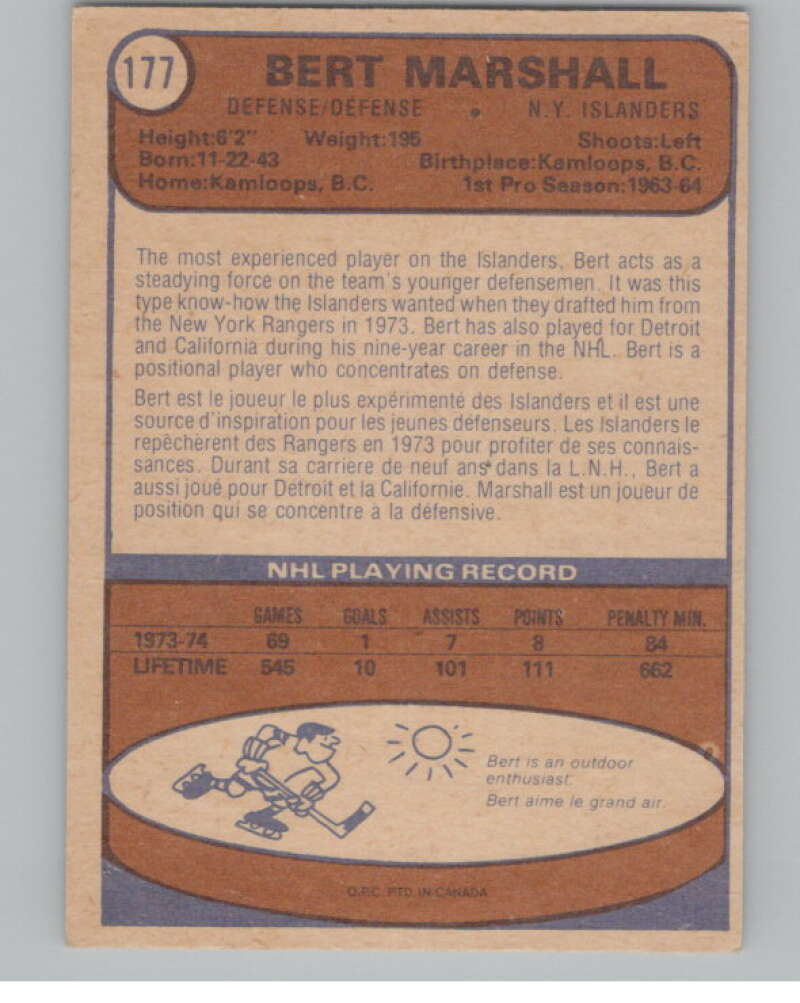 177
BERT MARSHALL
DEFENSE/DÉFENSE • N.Y. ISLANDERS
Height:6'2" Weight:195 Shoots:Left
Born:11-22-43 Birthplace:Kamloops, B.C.
Home:Kamloops, B.C. 1st Pro Season:1963-64
The most experienced player on the Islanders, Bert acts as a
steadying force on the team's younger defensemen. It was this
type know-how the Islanders wanted when they drafted him from
the New York Rangers in 1973. Bert has also played for Detroit
and California during his nine-year career in the NHL. Bert is a
positional player who concentrates on defense.
Bert est le joueur le plus expérimenté des Islanders et il est une
source d'inspiration pour les jeunes défenseurs. Les Islanders le
repêchèrent des Rangers en 1973 pour profiter de ses connais-
sances. Durant sa carrière de neuf ans dans la L.N.H., Bert a
aussi joué pour Detroit et la Californie. Marshall est un joueur de
position qui se concentre à la défensive.
NHL PLAYING RECORD
GAMES GOALS ASSISTS POINTS PENALTY MIN.
1973-74 69 1 7 8 84
LIFETIME 545 10 101 111 662
Bert is an outdoor
enthusiast.
Bert aime le grand air.
O.P.C. PTD. IN CANADA